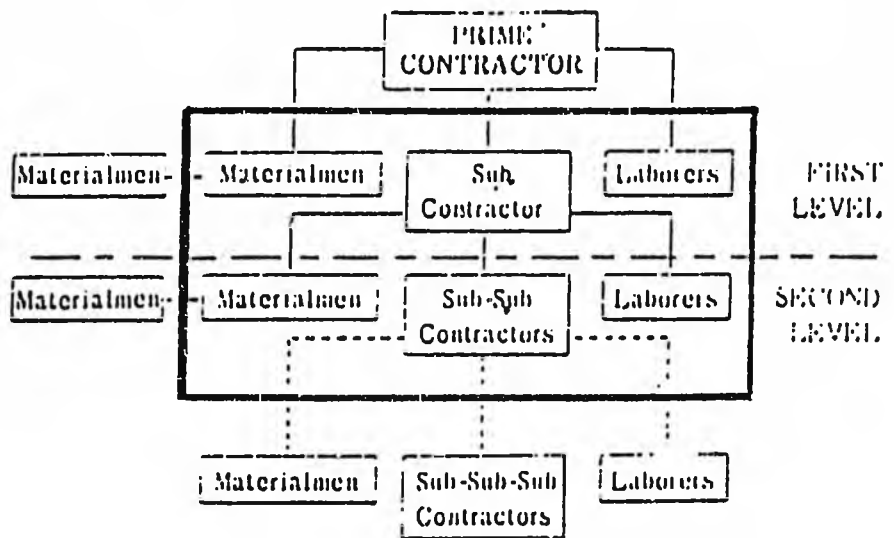 PRIME
CONTRACTOR
Materialmen
Materialmen
Sub
Contractor
Laborers
FIRST
LEVEL
Materialmen
Materialmen
Sub-Sub
Contractors
Laborers
SECOND
LEVEL
Materialmen
Sub-Sub-Sub
Contractors
Laborers